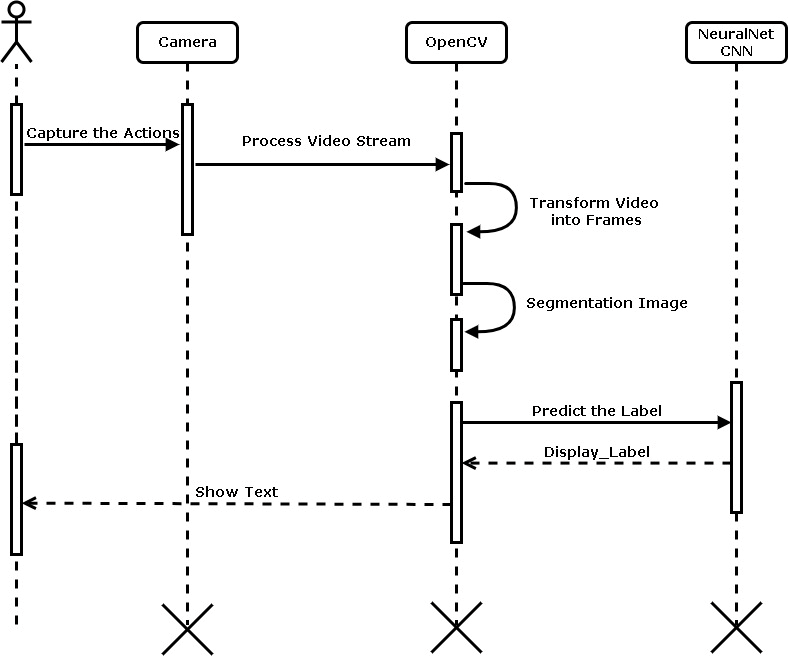 Camera
OpenCV
NeuralNet
CNN
Capture the Actions
Process Video Stream
Transform Video
into Frames
Segmentation Image
Predict the Label
Display_Label
Show Text